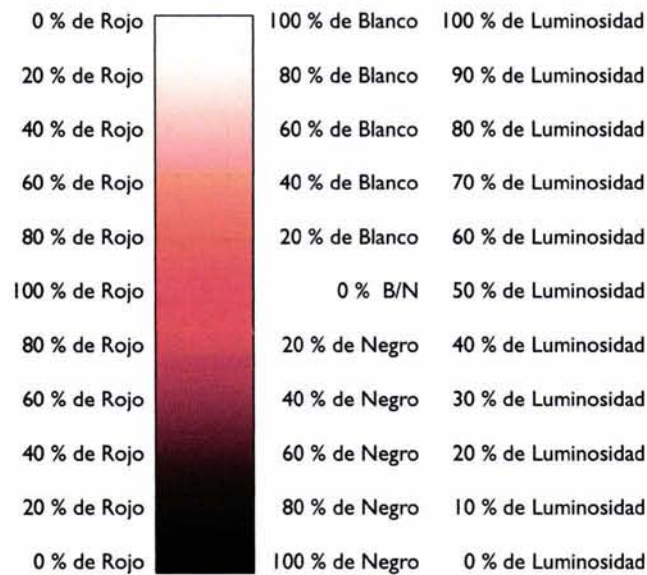 0 % de Rojo 100 % de Blanco 100 % de Luminosidad
20 % de Rojo 80 % de Blanco 90 % de Luminosidad
40 % de Rojo 60 % de Blanco 80 % de Luminosidad
60 % de Rojo 40 % de Blanco 70 % de Luminosidad
80 % de Rojo 20 % de Blanco 60 % de Luminosidad
100 % de Rojo 0 % B/N 50 % de Luminosidad
80 % de Rojo 20 % de Negro 40 % de Luminosidad
60 % de Rojo 40 % de Negro 30 % de Luminosidad
40 % de Rojo 60 % de Negro 20 % de Luminosidad
20 % de Rojo 80 % de Negro 10 % de Luminosidad
0 % de Rojo 100 % de Negro 0 % de Luminosidad